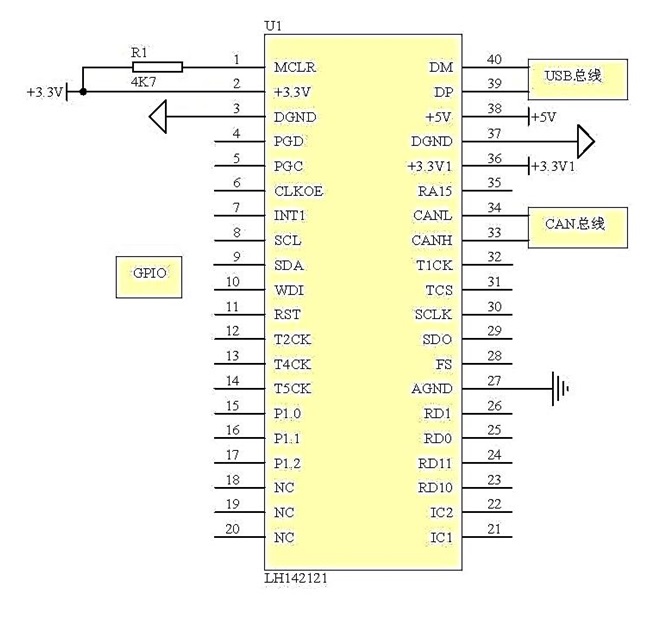 U1
R1
4K7
+3.3V
1 MCLR DM 40
2 +3.3V DP 39
USB总线
3 DGND +5V 38 +5V
4 PGD DGND 37
5 PGC +3.3V1 36 +3.3V1
6 CLKOE RA15 35
7 INT1 CANL 34
8 SCL CANH 33
CAN总线
9 SDA T1CK 32
GPIO
10 WDI TCS 31
11 RST SCLK 30
12 T2CK SDO 29
13 T4CK FS 28
14 T5CK AGND 27
15 P1.0 RD1 26
16 P1.1 RD0 25
17 P1.2 RD11 24
18 NC RD10 23
19 NC IC2 22
20 NC IC1 21
LH142121